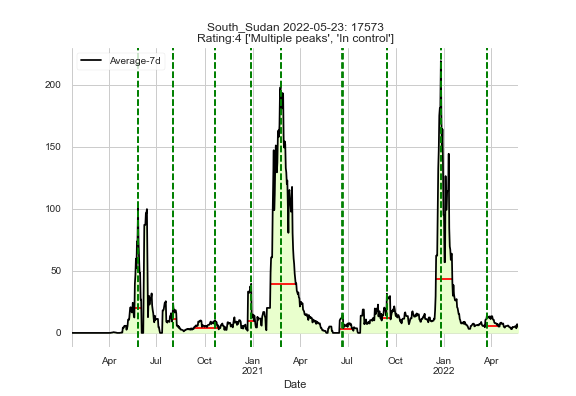 South_Sudan 2022-05-23: 17573
Rating:4 ['Multiple peaks', 'In control']
Average-7d
200
150
100
50
0
Apr Jul Oct Jan Apr Jul Oct Jan Apr
2021 2022
Date